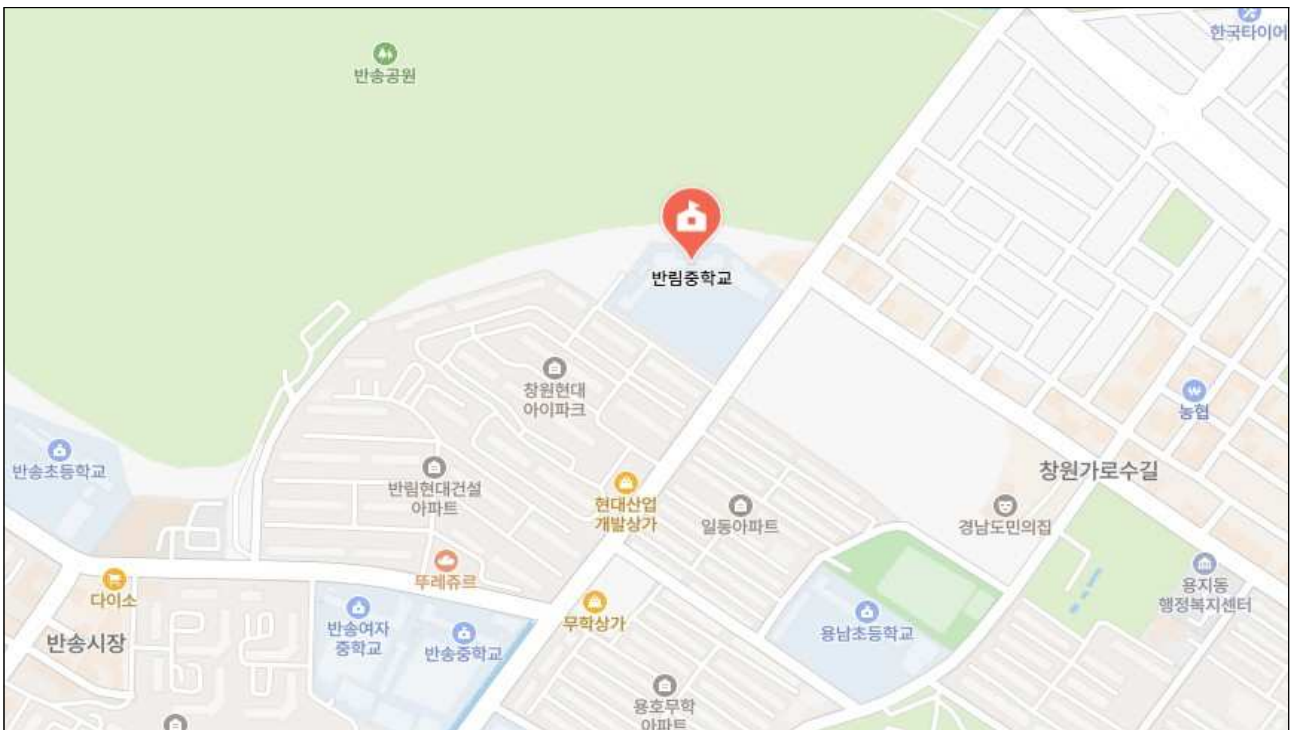 한국타이어
반송공원
반림중학교
창원현대
아이파크
농협
반송초등학교
창원가로수길
반림현대건설
아파트
현대산업
개발상가
일동아파트
경남도민의집
뚜레쥬르
다이소
용지동
행정복지센터
반송여자
중학교
무학상가
반송시장
반송중학교
용남초등학교
용호무학
아파트